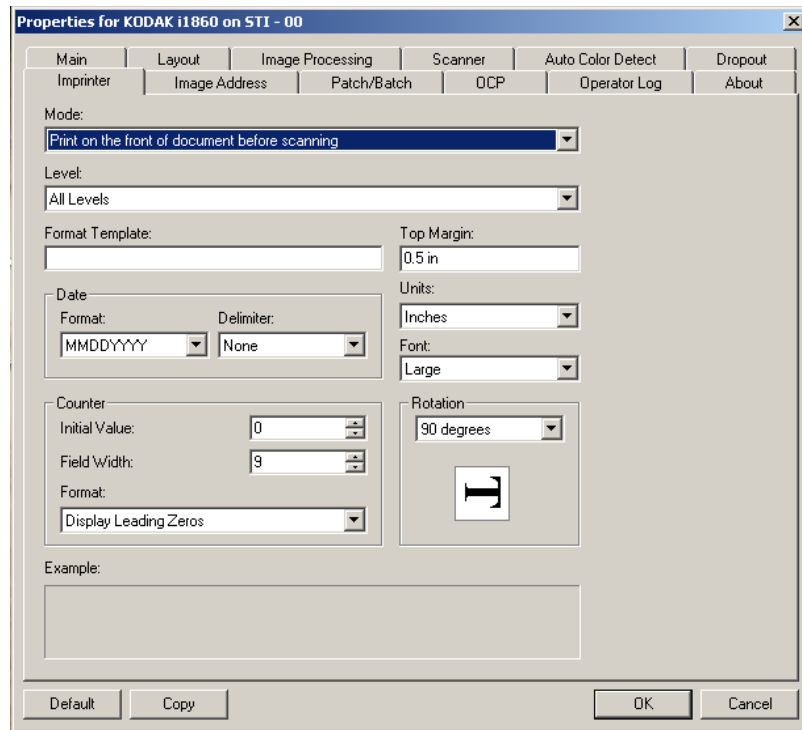 Properties for KODAK i1860 on STI - 00
Main Layout Image Processing Scanner Auto Color Detect Dropout
Imprinter Image Address Patch/Batch OCP Operator Log About
Mode:
Print on the front of document before scanning
Level:
All Levels
Format Template: Top Margin:
0.5 in
Date Units:
Format: Delimiter: Inches
MMDDYYYY None Font:
Large
Counter Rotation
Initial Value: 0 90 degrees
Field Width: 9
Format:
Display Leading Zeros
Example:
Default Copy OK Cancel